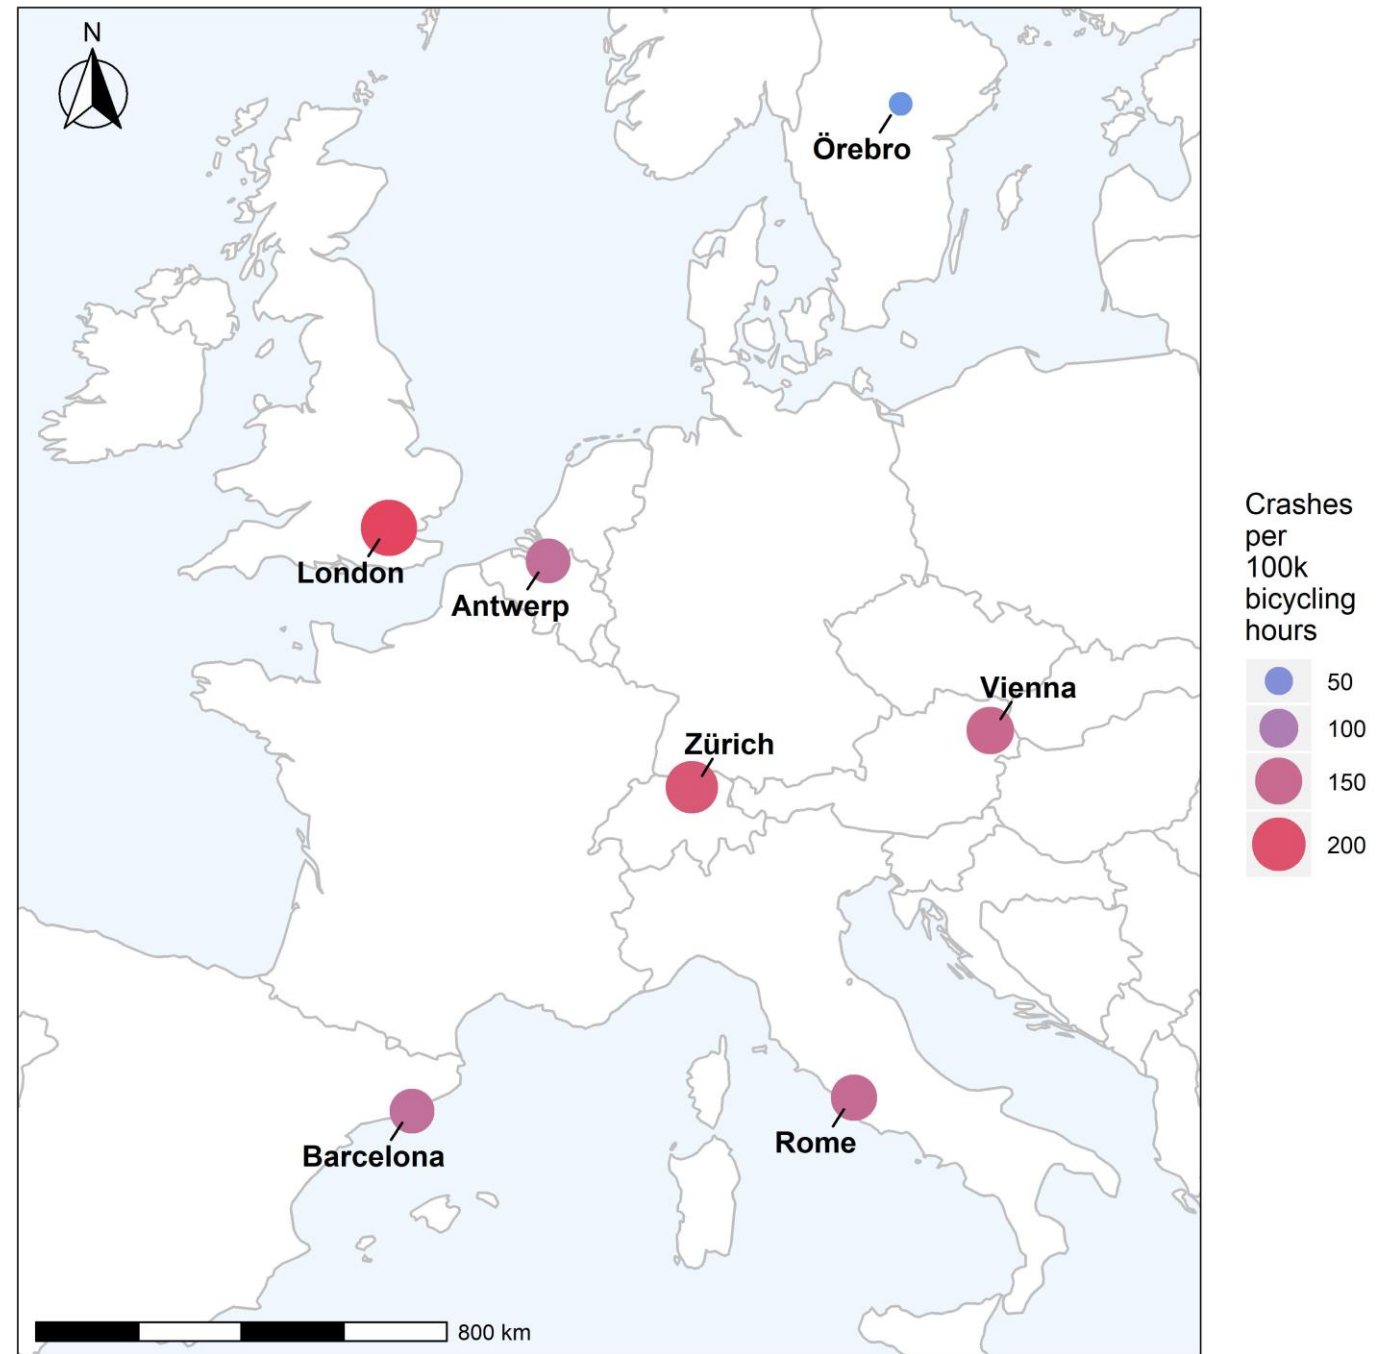 N
Örebro
London
Antwerp
Vienna
Zürich
Barcelona
Rome
800 km
Crashes
per
100k
bicycling
hours
50
100
150
200